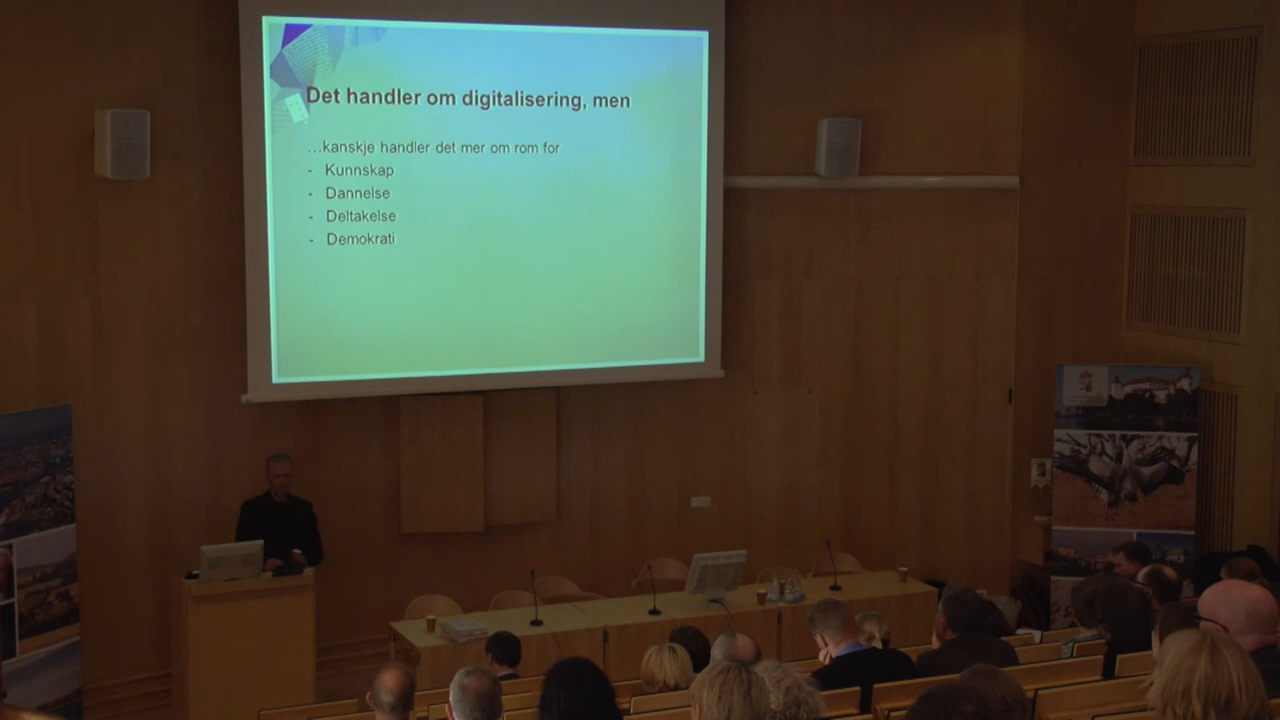 Det handler om digitalisering, men
...kanskje handler det mer om rom for
- Kunnskap
- Dannelse
- Deltakelse
- Demokrati